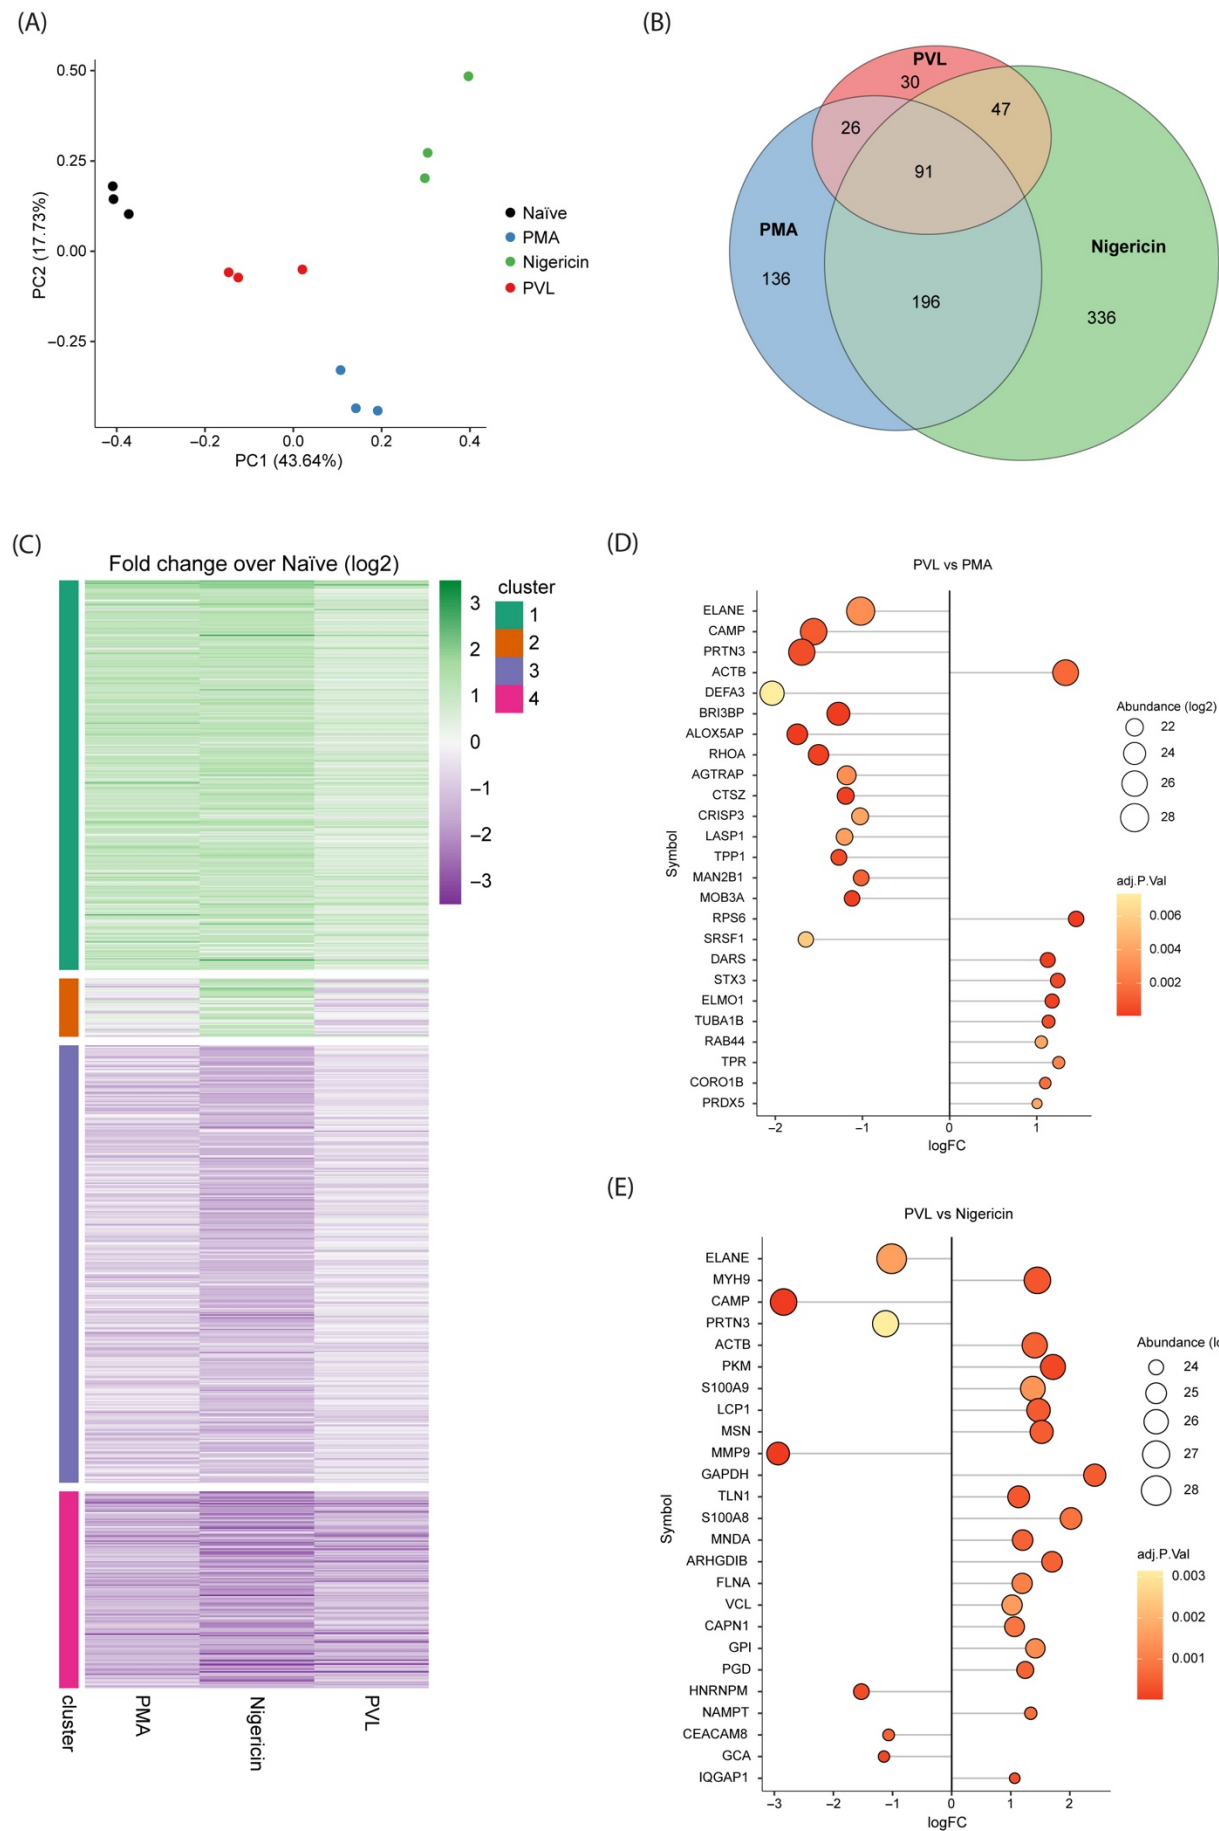 (A)
0.50
0.25
0.00
−0.25
PC2 (17.73%)
−0.4 −0.2 0.0 0.2 0.4
PC1 (43.64%)
Naïve
PMA
Nigericin
PVL
(B)
PVL
30
47
26
91
PMA
136
Nigericin
196
336
(C)
Fold change over Naïve (log2)
3
2
1
0
−1
−2
−3
cluster
1
2
3
4
cluster
PMA
Nigericin
PVL
(D)
PVL vs PMA
Symbol
ELANE
CAMP
PRTN3
ACTB
DEFA3
BRI3BP
ALOX5AP
RHOA
AGTRAP
CTSZ
CRISP3
LASP1
TPP1
MAN2B1
MOB3A
RPS6
SRSF1
DARS
STX3
ELMO1
TUBA1B
RAB44
TPR
CORO1B
PRDX5
−2 −1 0 1
logFC
Abundance (log2)
22
24
26
28
adj.P.Val
0.006
0.004
0.002
(E)
PVL vs Nigericin
Symbol
ELANE
MYH9
CAMP
PRTN3
ACTB
PKM
S100A9
LCP1
MSN
MMP9
GAPDH
TLN1
S100A8
MNDA
ARHGDIB
FLNA
VCL
CAPN1
GPI
PGD
HNRNPM
NAMPT
CEACAM8
GCA
IQGAP1
−3 −2 −1 0 1 2
logFC
Abundance (lo
24
25
26
27
28
adj.P.Val
0.003
0.002
0.001